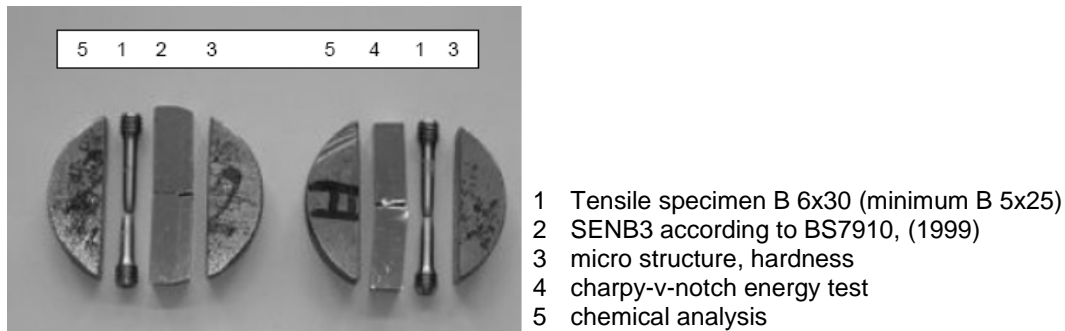 5 1 2 3 5 4 1 3
1 Tensile specimen B 6x30 (minimum B 5x25)
2 SENB3 according to BS7910, (1999)
3 micro structure, hardness
4 charpy-v-notch energy test
5 chemical analysis